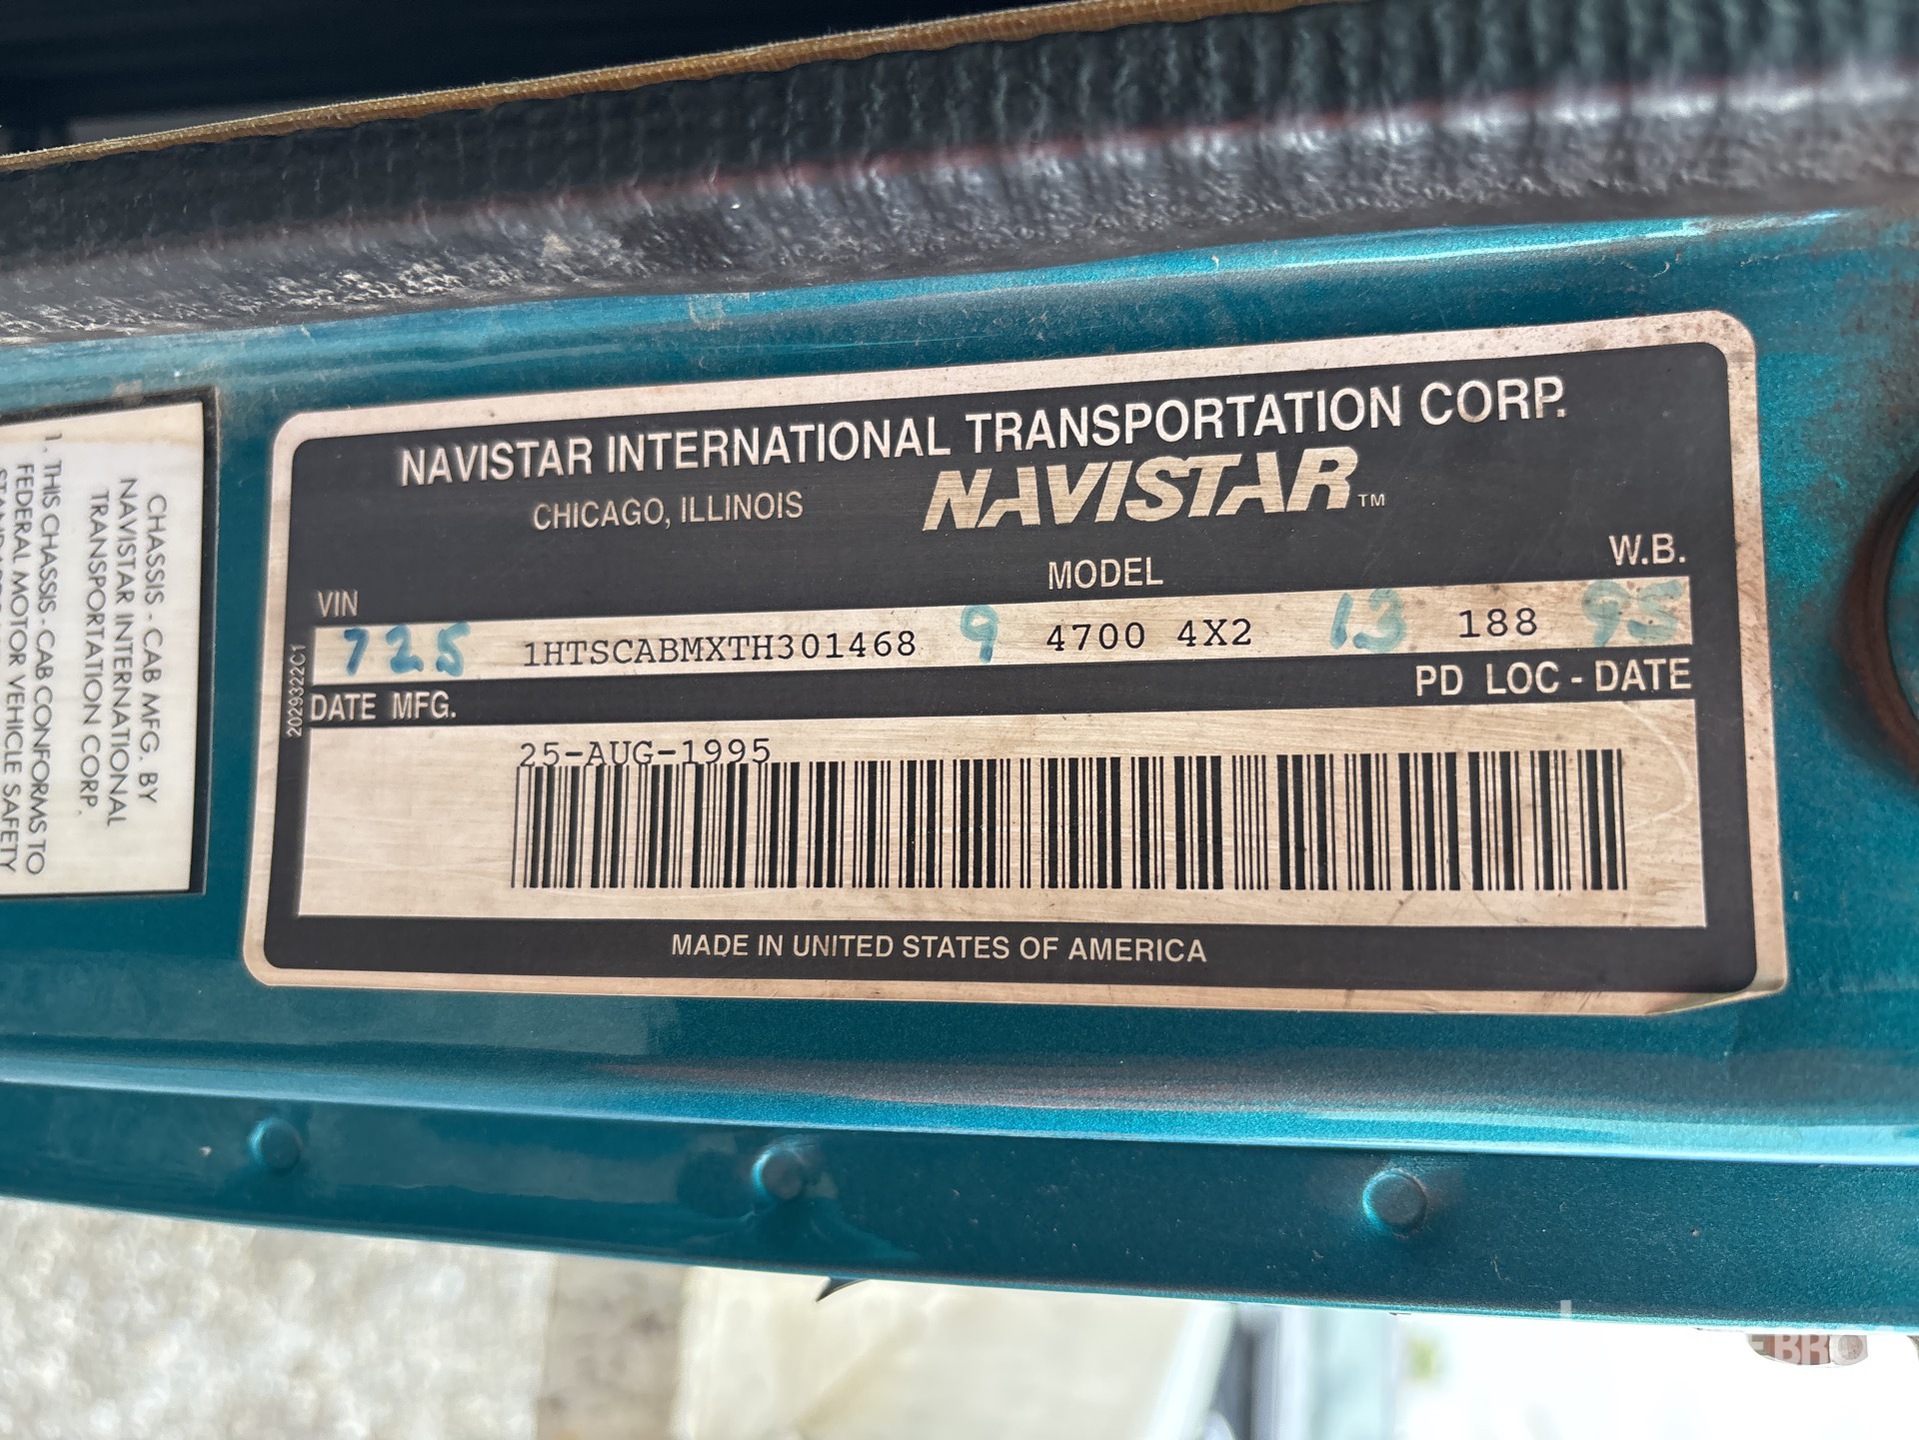 NAVISTAR INTERNATIONAL TRANSPORTATION CORP.
CHICAGO, ILLINOIS NAVISTAR™
VIN MODEL W.B.
725 1HTSCABMXTH301468 9 4700 4X2 13 188 95
2029322C1
DATE MFG. PD LOC - DATE
25-AUG-1995
MADE IN UNITED STATES OF AMERICA
CHASSIS - CAB MFG. BY
NAVISTAR INTERNATIONAL
TRANSPORTATION CORP.
1. THIS CHASSIS - CAB CONFORMS TO
FEDERAL MOTOR VEHICLE SAFETY